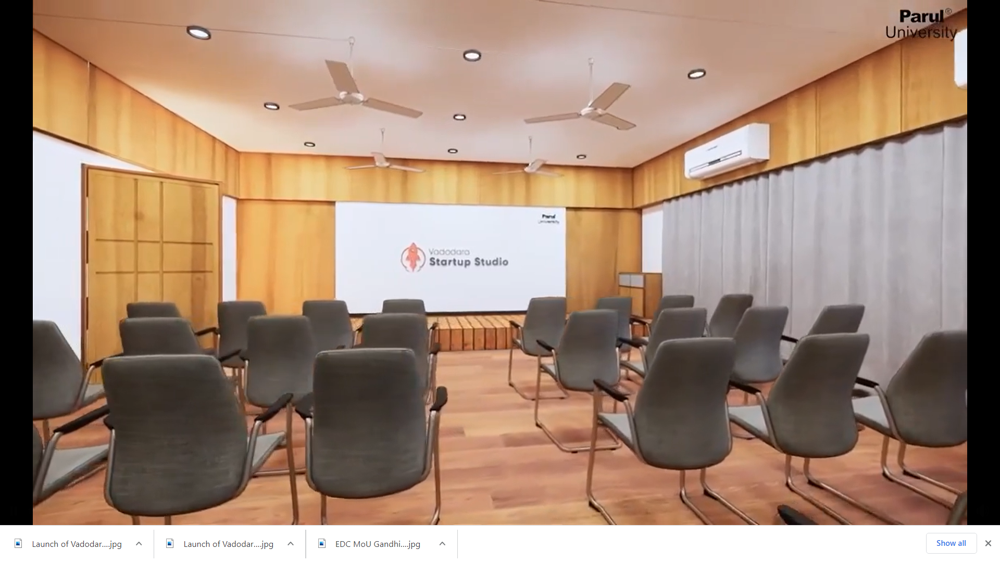 Parul®
University
Parul
University
Vadodara
Startup Studio
Launch of Vadodar....jpg
Launch of Vadodar....jpg
EDC MoU Gandhi....jpg
Show all